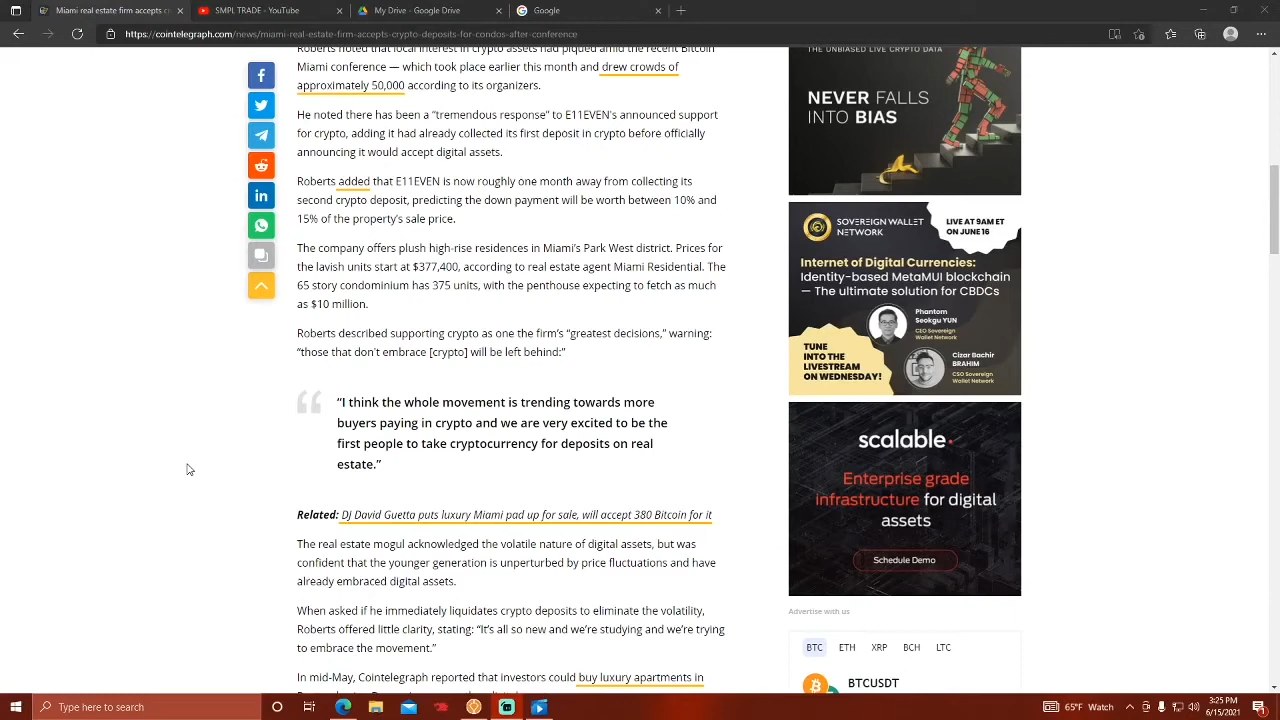 Miami real estate firm accepts c
SMPLTRADE - YouTube
My Drive - Google Drive
Google
https://cointelegraph.com/news/miami-real-estate-firm-accepts-crypto-deposits-for-condos-after-conference
Roberts noted that local interest in crypto assets had piqued amid the recent Bitcoin
Miami conference — which took place earlier this month and drew crowds of
approximately 50,000 according to its organizers.
He noted there has been a “tremendous response” to E11EVEN's announced support
for crypto, adding it had already collected its first deposit in crypto before officially
announcing it would accept digital assets.
Roberts added that E11EVEN is now roughly one month away from collecting its
second crypto deposit, predicting the down payment will be worth between 10% and
15% of the property's sale price.
The company offers plush high-rise residences in Miami's Park West district. Prices for
the lavish units start at $377,400, according to real estate agent Miami Residential. The
65 story condominium has 375 units, with the penthouse expecting to fetch as much
as $10 million.
Roberts described supporting crypto as one of the firm's “greatest decisions,” warning:
“those that don't embrace [crypto] will be left behind:”
“I think the whole movement is trending towards more
buyers paying in crypto and we are very excited to be the
first people to take cryptocurrency for deposits on real
estate.”
Related: DJ David Guetta puts luxury Miami pad up for sale, will accept 380 Bitcoin for it
The real estate mogul acknowledged the volatile nature of digital assets, but was
confident that the younger generation is unperturbed by price fluctuations and have
already embraced digital assets.
When asked if he immediately liquidates crypto deposits to eliminate the volatility,
Roberts offered little clarity, stating: “It's all so new and we're studying and we're trying
to embrace the movement.”
In mid-May, Cointelegraph reported that investors could buy luxury apartments in
THE UNBIASED LIVE CRYPTO DATA
NEVER FALLS
INTO BIAS
SOVEREIGN WALLET
NETWORK
LIVE AT 9AM ET
ON JUNE 16
Internet of Digital Currencies:
Identity-based MetaMUI blockchain
— The ultimate solution for CBDCs
Phantom
Seokgu YUN
CEO Sovereign
Wallet Network
TUNE
INTO THE
LIVESTREAM
ON WEDNESDAY!
Cizar Bachir
BRAHIM
CSO Sovereign
Wallet Network
scalable.
Enterprise grade
infrastructure for digital
assets
Schedule Demo
Advertise with us
BTC ETH XRP BCH LTC
BTCUSDT
Type here to search
65°F Weather
3:25 PM
6/15/2021